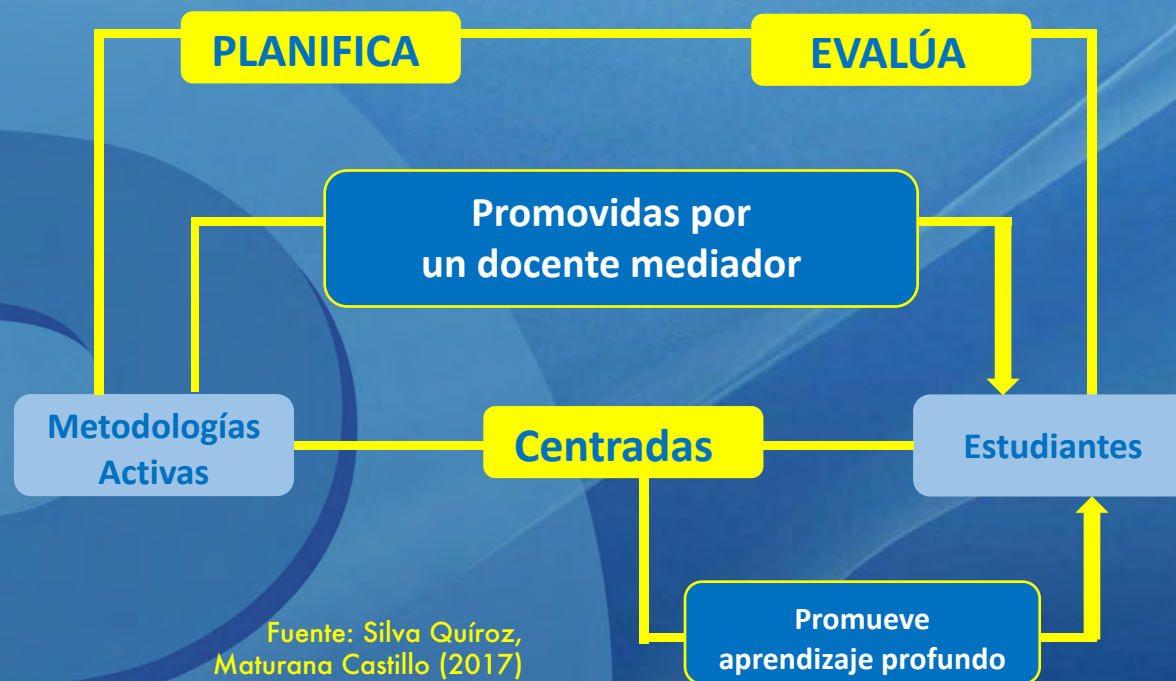 PLANIFICA
EVALÚA
Promovidas por
un docente mediador
Metodologías
Activas
Centradas
Estudiantes
Promueve
aprendizaje profundo
Fuente: Silva Quíroz,
Maturana Castillo (2017)